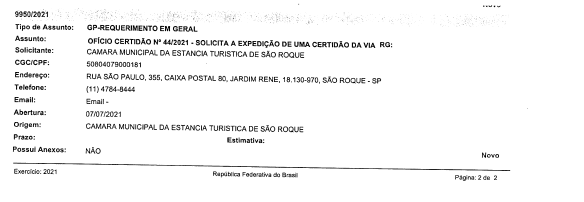 9950/2021
Tipo de Assunto: GP-REQUERIMENTO EM GERAL
Assunto: OFÍCIO CERTIDÃO Nº 44/2021 - SOLICITA A EXPEDIÇÃO DE UMA CERTIDÃO DA VIA RG:
Solicitante: CAMARA MUNICIPAL DA ESTANCIA TURISTICA DE SÃO ROQUE
CGC/CPF: 50804079000181
Endereço: RUA SÃO PAULO, 355, CAIXA POSTAL 80, JARDIM RENE, 18.130-970, SÃO ROQUE - SP
Telefone: (11) 4784-8444
Email: Email -
Abertura: 07/07/2021
Origem: CAMARA MUNICIPAL DA ESTANCIA TURISTICA DE SÃO ROQUE
Prazo: Estimativa:
Possui Anexos: NÃO
Novo
Exercício: 2021 República Federativa do Brasil Página: 2 de 2